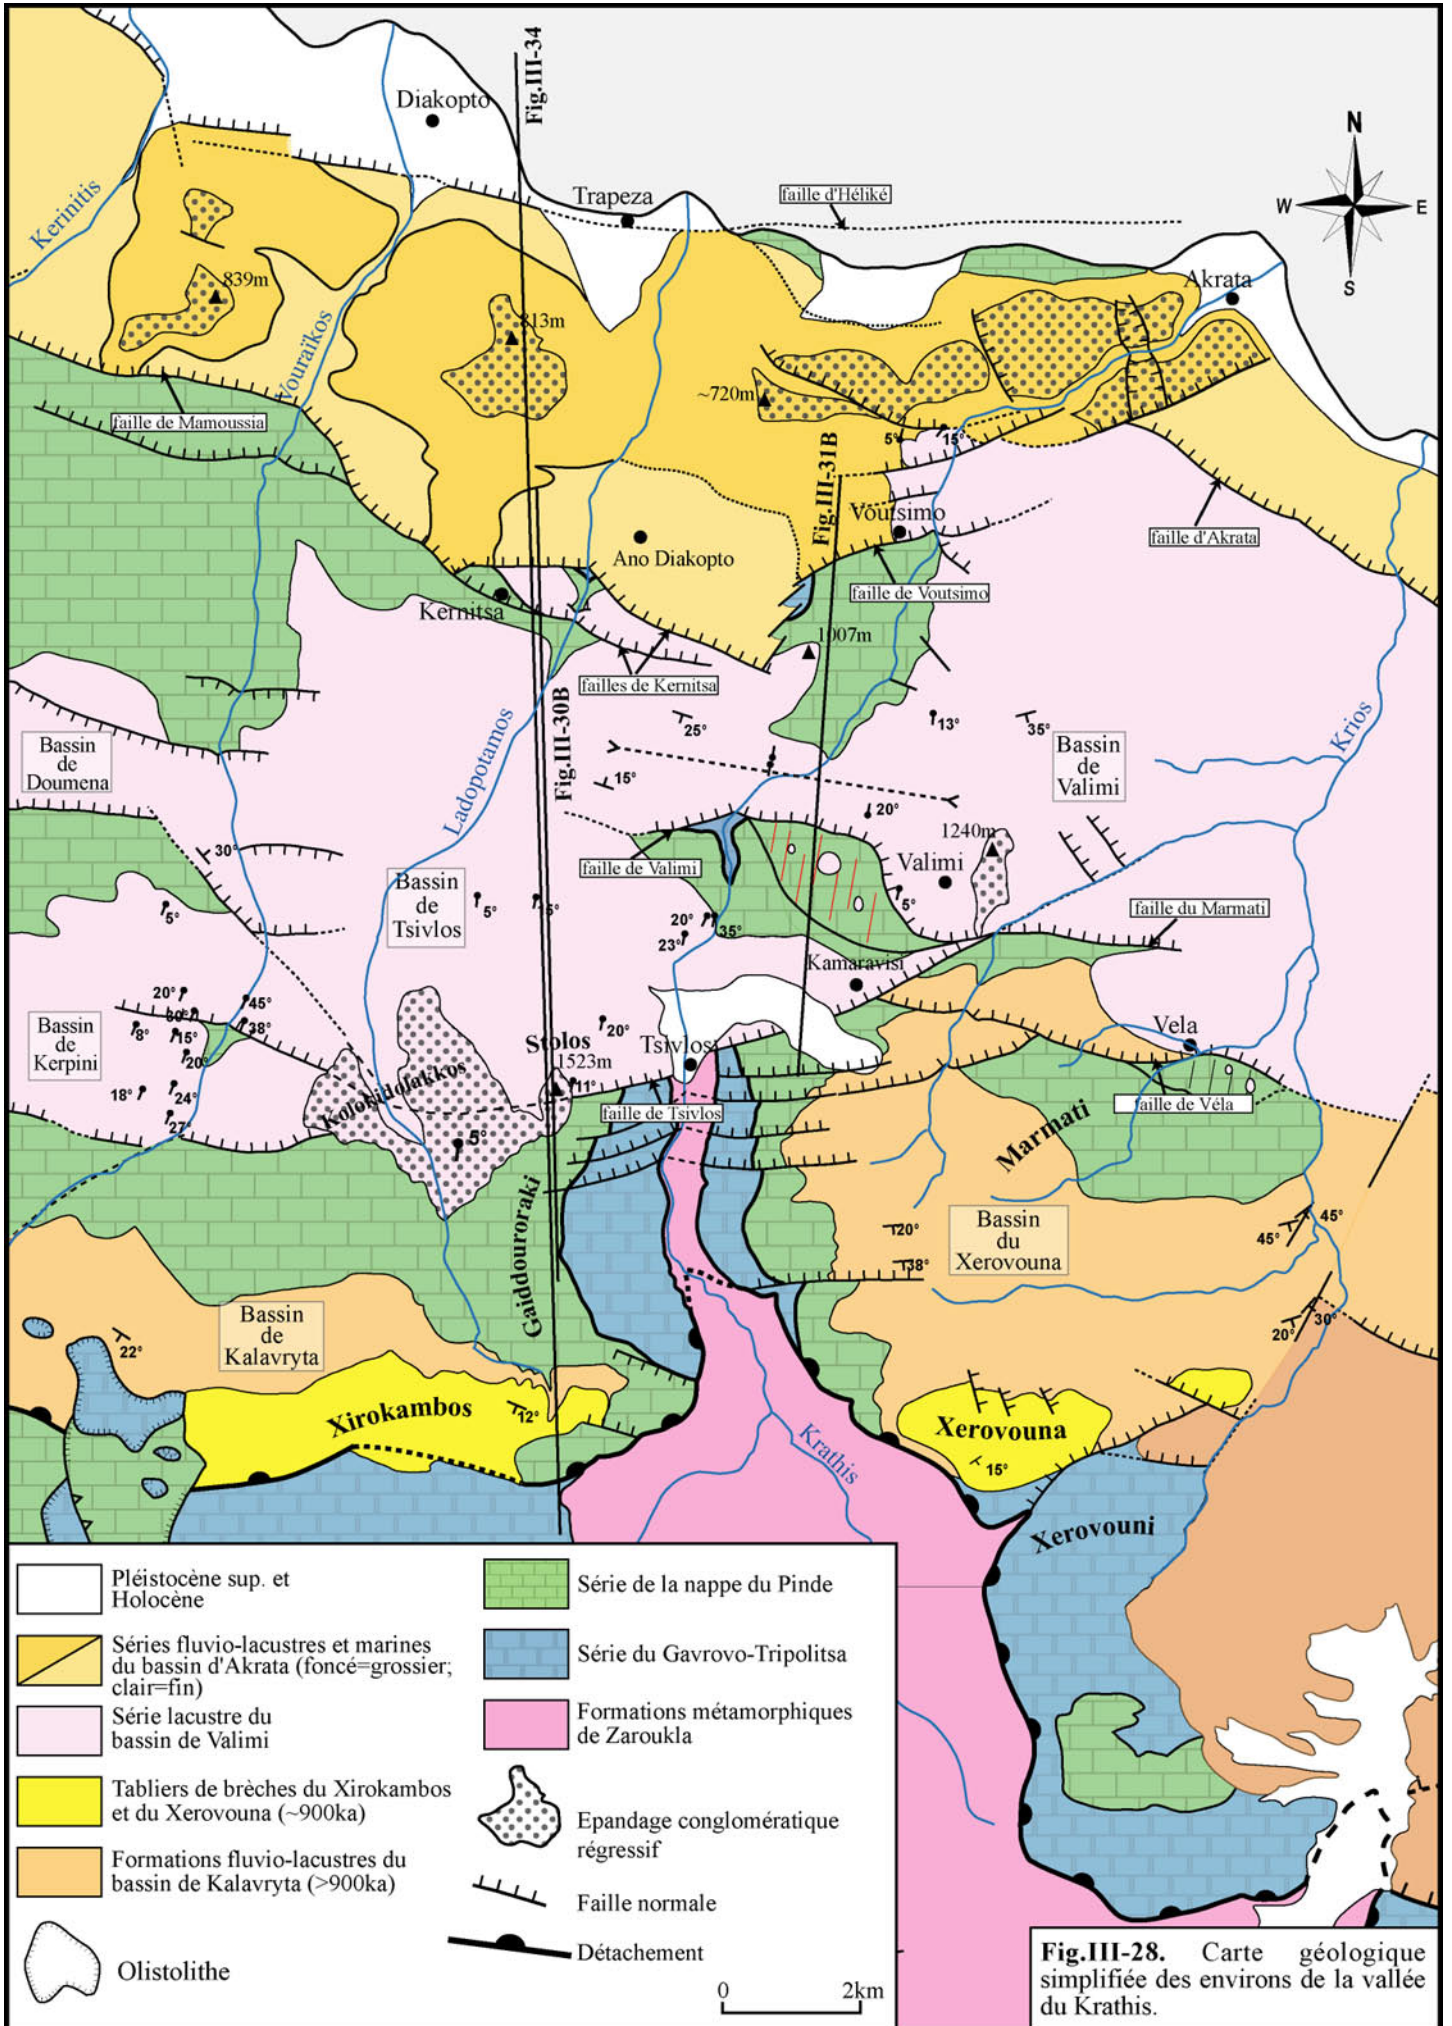 Fig.III-34
Diakopto
N
W
E
S
Kerinitis
Trapeza
faille d'Héliké
Akrata
839m
813m
Vouraïkos
~720m
faille de Mamoussia
5°
15°
Fig.III-31B
Voutsimo
faille d'Akrata
Ano Diakopto
Kernitsa
faille de Voutsimo
1007m
failles de Kernitsa
Fig.III-30B
25°
13°
35°
Bassin
de
Doumena
Ladopotamos
15°
Bassin
de
Valimi
Krios
20°
1240m
30°
faille de Valimi
Valimi
Bassin
de
Tsivlos
5°
5°
15°
5°
faille du Marmati
20°
35°
23°
Kamaravisi
20°
45°
30°
38°
8°
15°
20°
Bassin
de
Kerpini
18°
24°
27°
Stolos
20°
1523m
11°
Tsivlos
Vela
Kolokidolakkos
5°
faille de Tsivlos
faille de Véla
Marmati
Gaiddouroraki
20°
38°
Bassin
du
Xerovouna
45°
45°
Bassin
de
Kalavryta
22°
30°
20°
Xirokambos
12°
Xerovouna
15°
Krathis
Xerovouni
Pléistocène sup. et
Holocène
Séries fluvio-lacustres et marines
du bassin d'Akrata (foncé=grossier;
clair=fin)
Série lacustre du
bassin de Valimi
Tabliers de brèches du Xirokambos
et du Xerovouna (~900ka)
Formations fluvio-lacustres du
bassin de Kalavryta (>900ka)
Olistolithe
Série de la nappe du Pinde
Série du Gavrovo-Tripolitsa
Formations métamorphiques
de Zaroukla
Epandage conglomératique
régressif
Faille normale
Détachement
0 2km
Fig.III-28. Carte géologique
simplifiée des environs de la vallée
du Krathis.